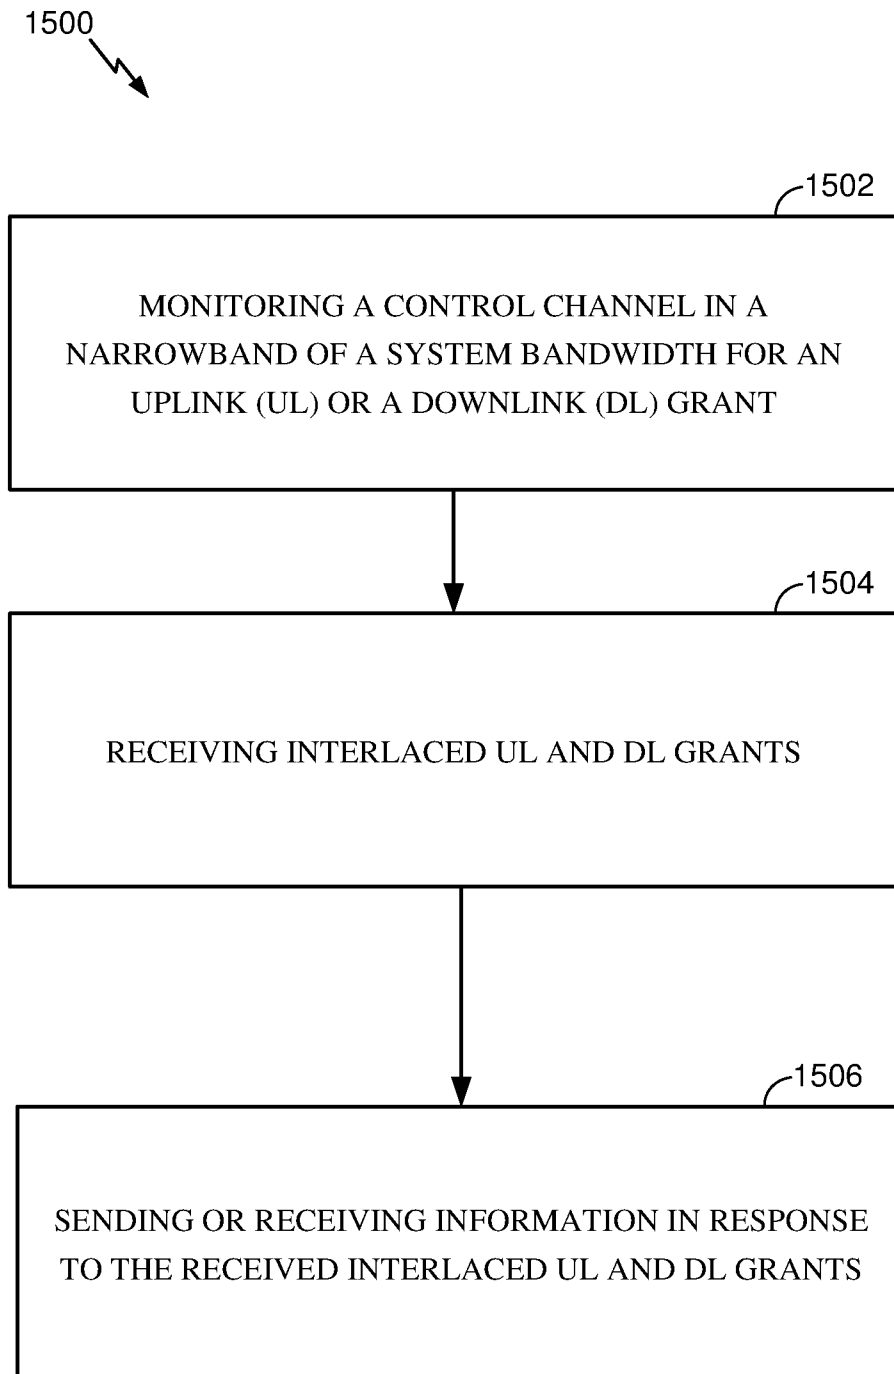 1500
1502
MONITORING A CONTROL CHANNEL IN A
NARROWBAND OF A SYSTEM BANDWIDTH FOR AN
UPLINK (UL) OR A DOWNLINK (DL) GRANT
1504
RECEIVING INTERLACED UL AND DL GRANTS
1506
SENDING OR RECEIVING INFORMATION IN RESPONSE
TO THE RECEIVED INTERLACED UL AND DL GRANTS